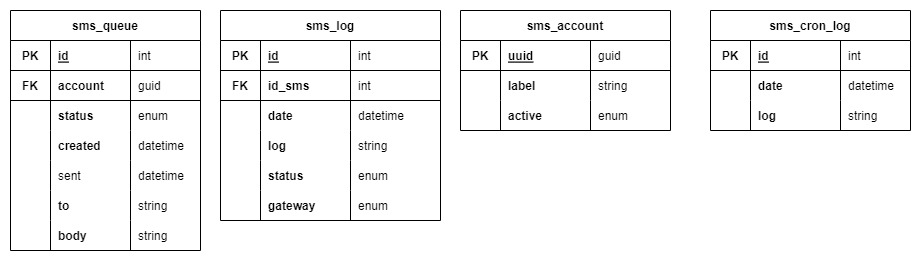 sms_queue
PK id int
FK account guid
status enum
created datetime
sent datetime
to string
body string
sms_log
PK id int
FK id_sms int
date datetime
log string
status enum
gateway enum
sms_account
PK uuid guid
label string
active enum
sms_cron_log
PK id int
date datetime
log string